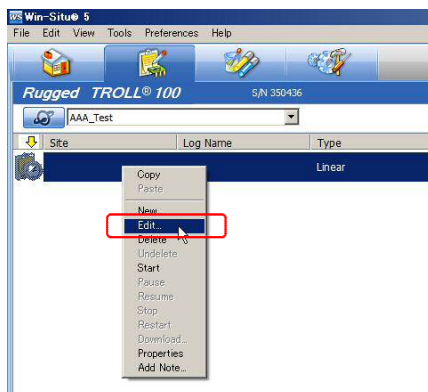 Win-Situ® 5
File Edit View Tools Preferences Help
Rugged TROLL® 100 S/N 350436
AAA_Test
Site Log Name Type
Linear
Copy
Paste
New...
Edit...
Delete
Undelete
Start
Pause
Resume
Stop
Restart
Download...
Properties
Add Note...